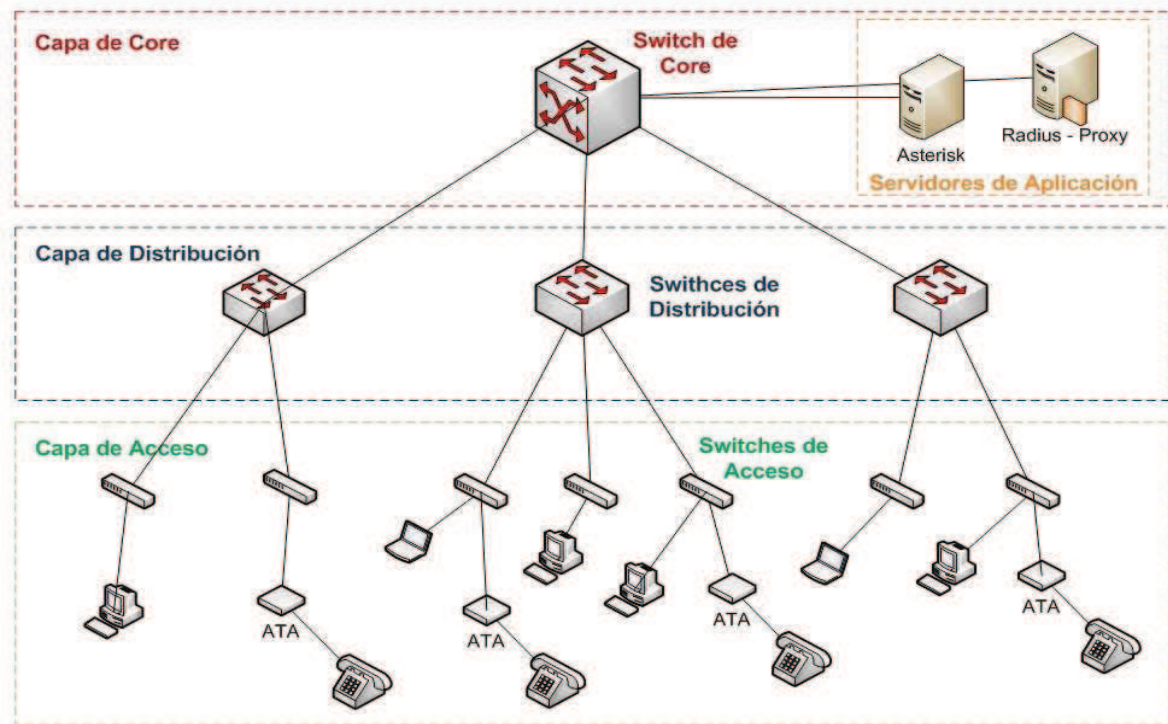 Capa de Core
Switch de
Core
Asterisk
Radius - Proxy
Servidores de Aplicación
Capa de Distribución
Swithces de
Distribución
Capa de Acceso
Switches de
Acceso
ATA
ATA
ATA
ATA